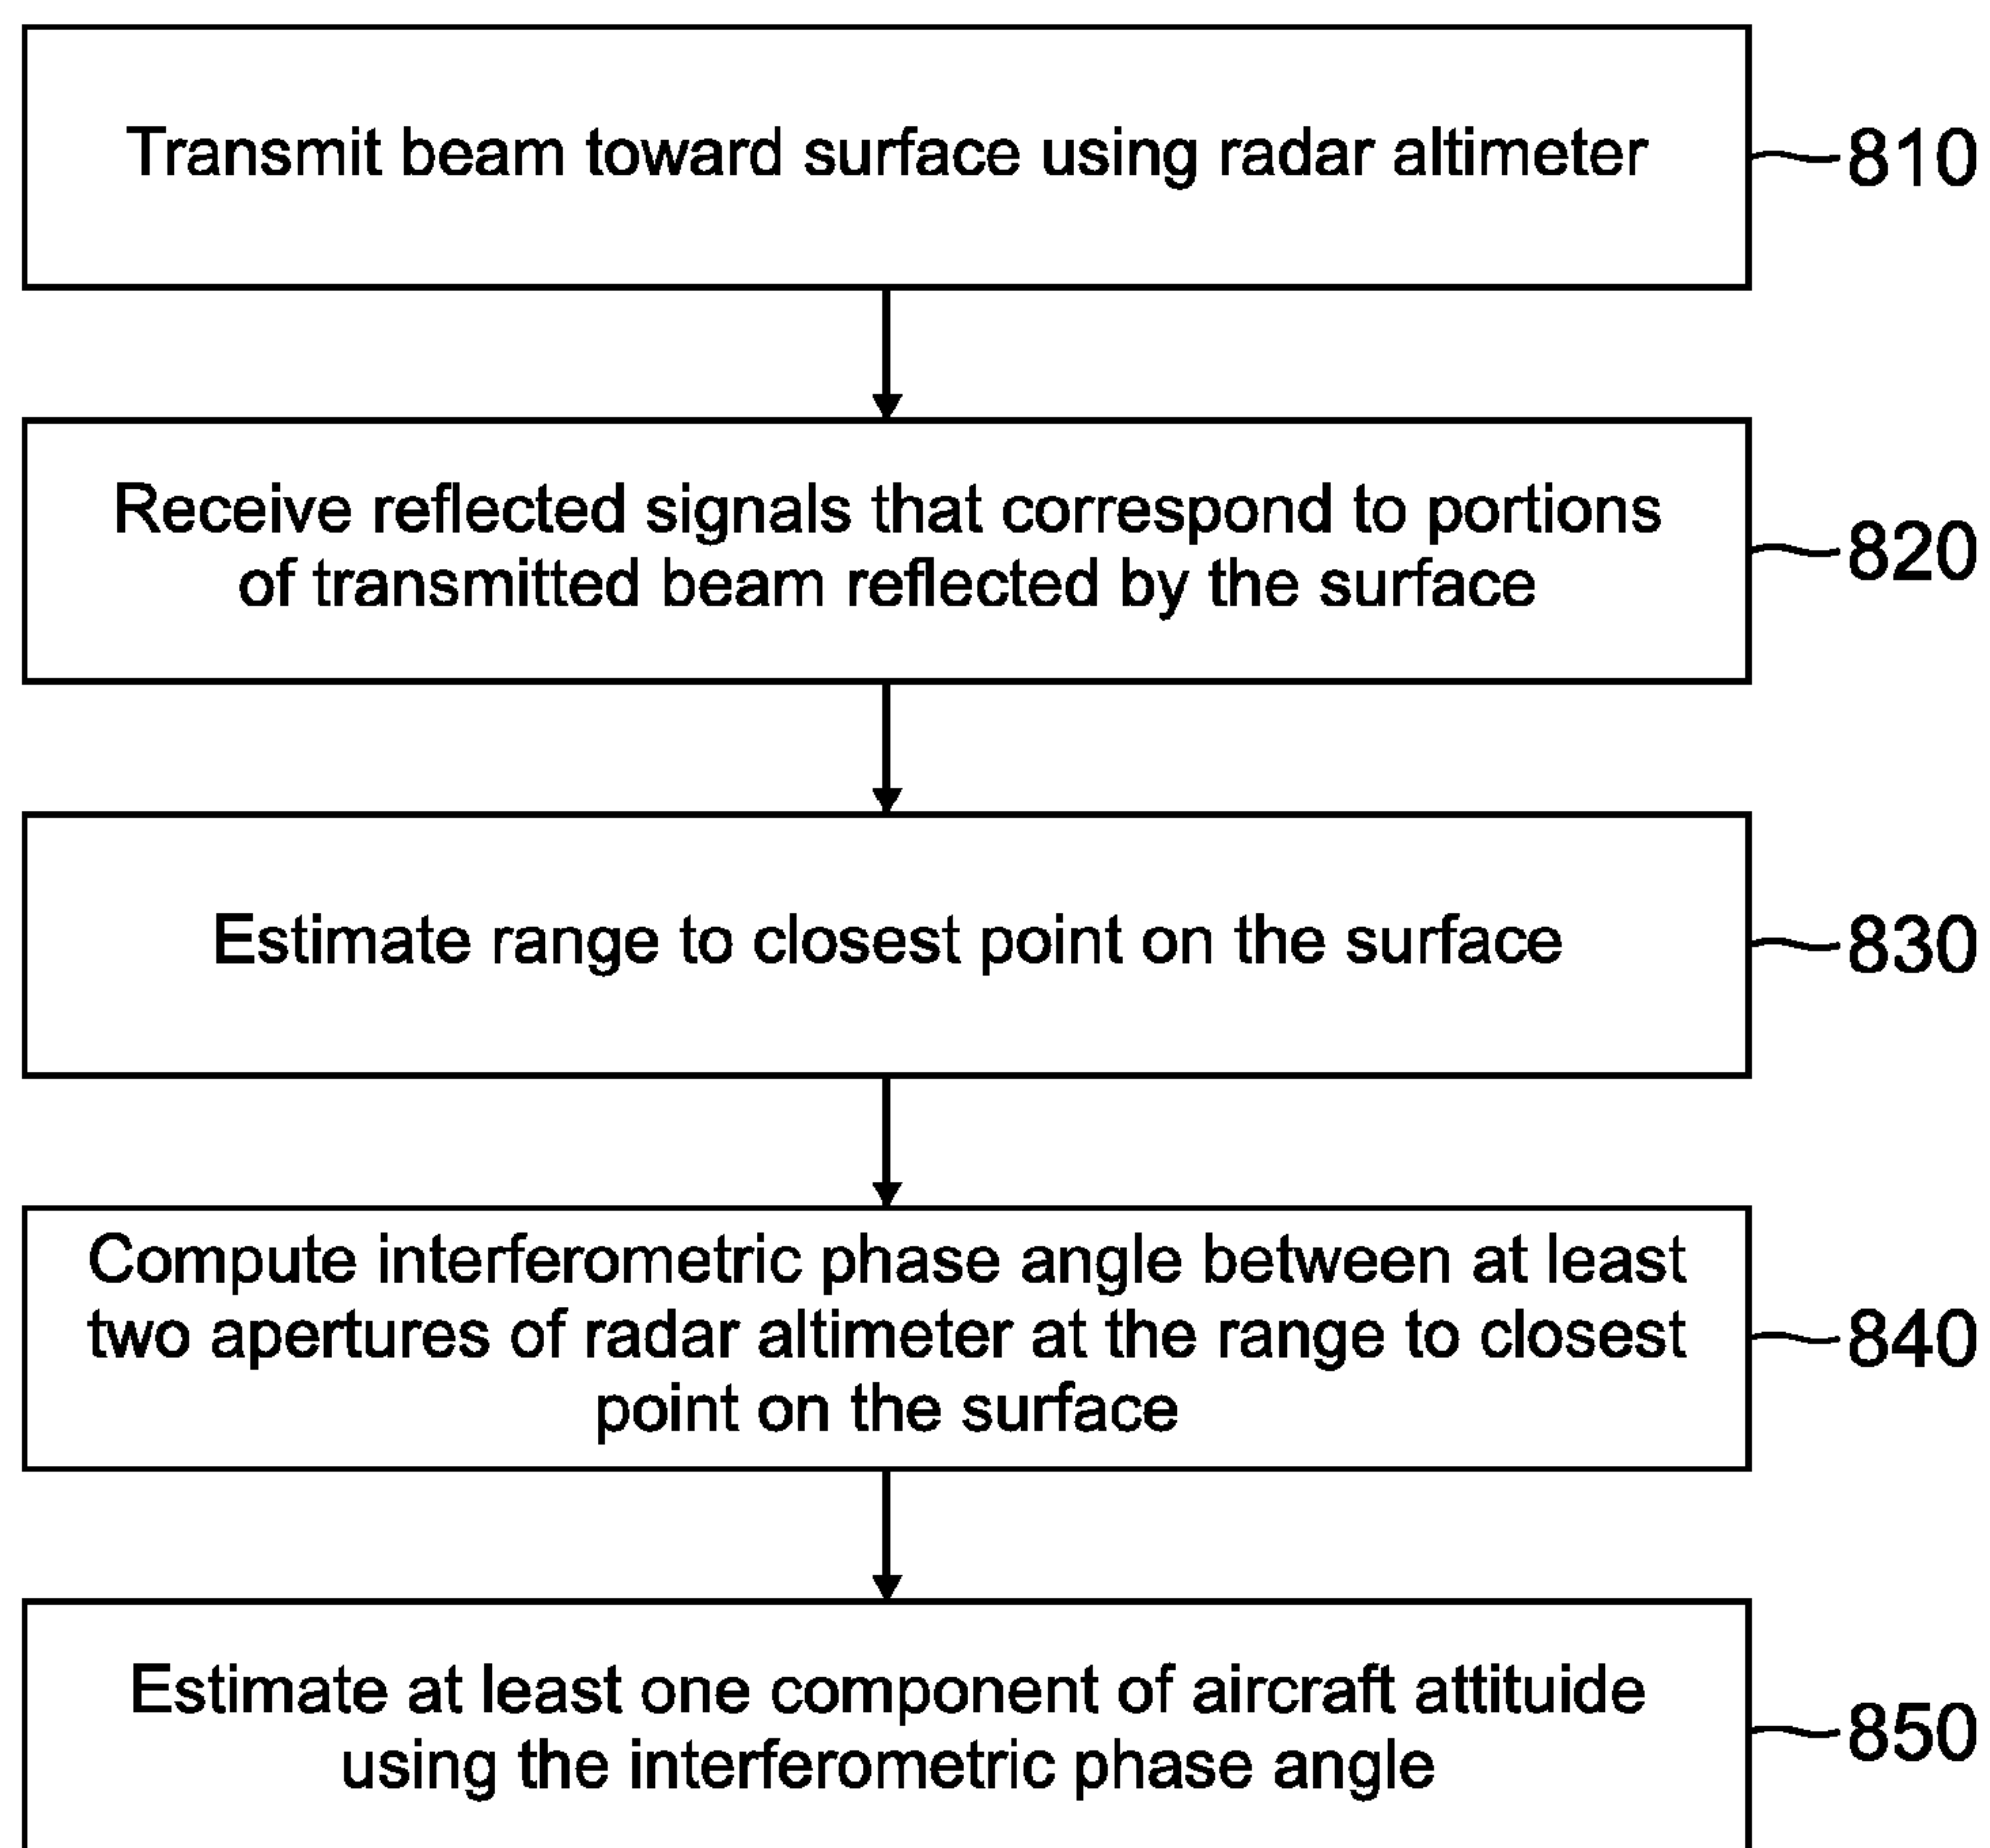 Transmit beam toward surface using radar altimeter
810
Receive reflected signals that correspond to portions
of transmitted beam reflected by the surface
820
Estimate range to closest point on the surface
830
Compute interferometric phase angle between at least
two apertures of radar altimeter at the range to closest
point on the surface
840
Estimate at least one component of aircraft attituide
using the interferometric phase angle
850